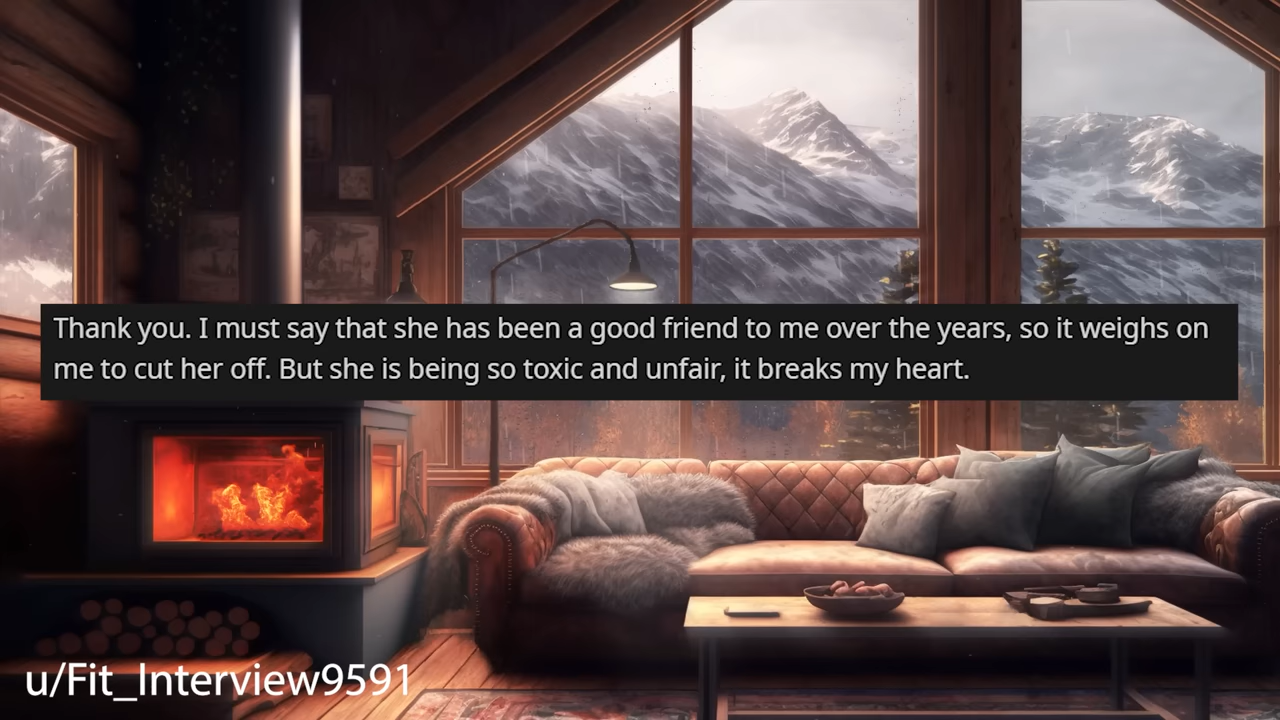 Thank you. I must say that she has been a good friend to me over the years, so it weighs on
me to cut her off. But she is being so toxic and unfair, it breaks my heart.
u/Fit_Interview9591